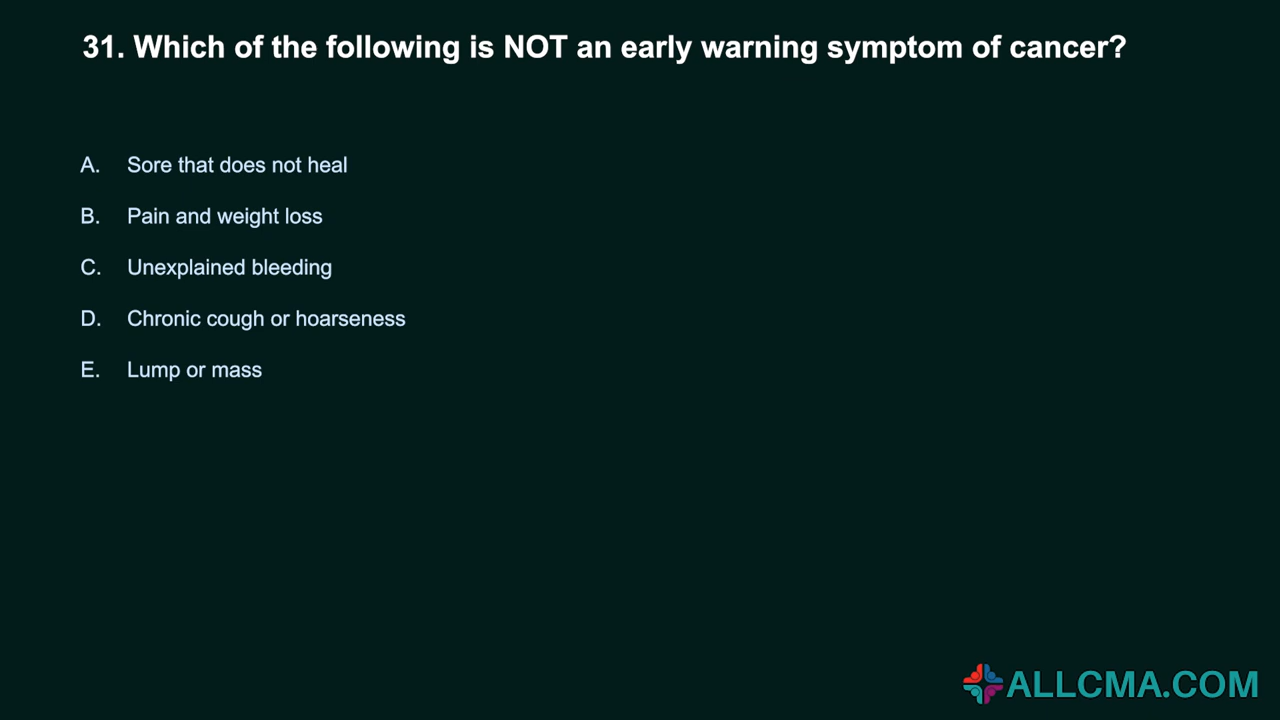 31. Which of the following is NOT an early warning symptom of cancer?
A. Sore that does not heal
B. Pain and weight loss
C. Unexplained bleeding
D. Chronic cough or hoarseness
E. Lump or mass
ALLCMA.COM